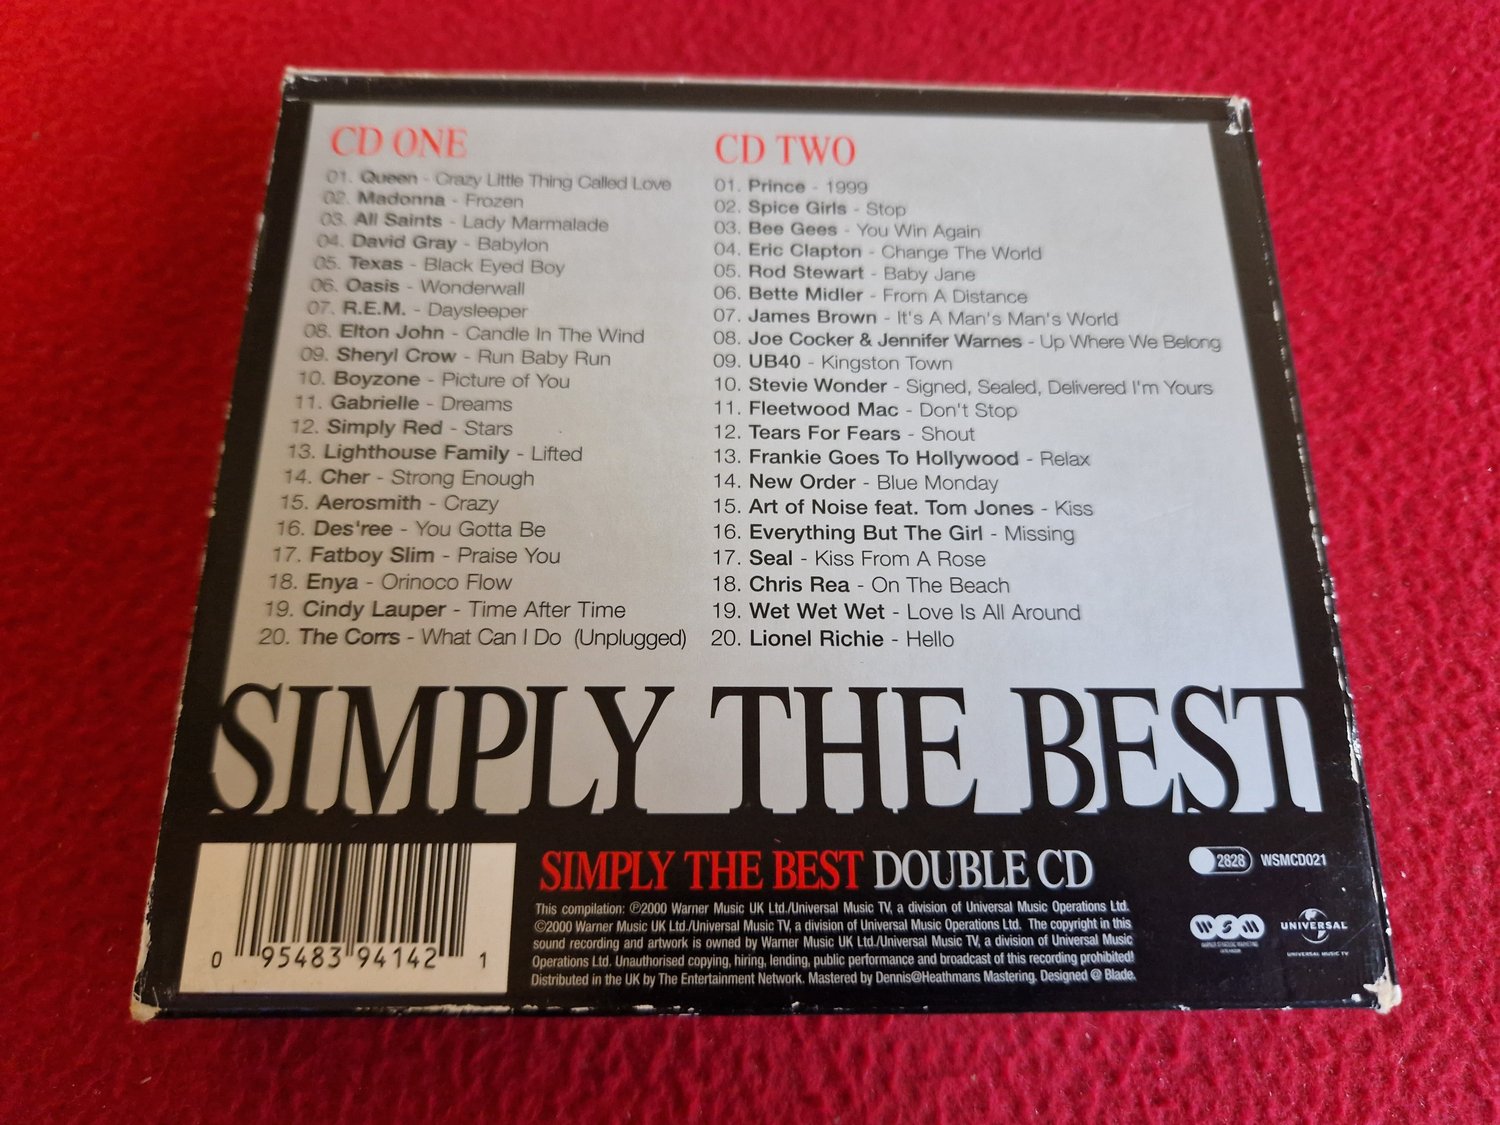 CD ONE
01. Queen - Crazy Little Thing Called Love
02. Madonna - Frozen
03. All Saints - Lady Marmalade
04. David Gray - Babylon
05. Texas - Black Eyed Boy
06. Oasis - Wonderwall
07. R.E.M. - Daysleeper
08. Elton John - Candle In The Wind
09. Sheryl Crow - Run Baby Run
10. Boyzone - Picture of You
11. Gabrielle - Dreams
12. Simply Red - Stars
13. Lighthouse Family - Lifted
14. Cher - Strong Enough
15. Aerosmith - Crazy
16. Des'ree - You Gotta Be
17. Fatboy Slim - Praise You
18. Enya - Orinoco Flow
19. Cindy Lauper - Time After Time
20. The Corrs - What Can I Do (Unplugged)
CD TWO
01. Prince - 1999
02. Spice Girls - Stop
03. Bee Gees - You Win Again
04. Eric Clapton - Change The World
05. Rod Stewart - Baby Jane
06. Bette Midler - From A Distance
07. James Brown - It's A Man's Man's World
08. Joe Cocker & Jennifer Warnes - Up Where We Belong
09. UB40 - Kingston Town
10. Stevie Wonder - Signed, Sealed, Delivered I'm Yours
11. Fleetwood Mac - Don't Stop
12. Tears For Fears - Shout
13. Frankie Goes To Hollywood - Relax
14. New Order - Blue Monday
15. Art of Noise feat. Tom Jones - Kiss
16. Everything But The Girl - Missing
17. Seal - Kiss From A Rose
18. Chris Rea - On The Beach
19. Wet Wet Wet - Love Is All Around
20. Lionel Richie - Hello
SIMPLY THE BEST
0 95483 94142 1
SIMPLY THE BEST DOUBLE CD
This compilation: ℗2000 Warner Music UK Ltd./Universal Music TV, a division of Universal Music Operations Ltd.
©2000 Warner Music UK Ltd./Universal Music TV, a division of Universal Music Operations Ltd. The copyright in this
sound recording and artwork is owned by Warner Music UK Ltd./Universal Music TV, a division of Universal Music
Operations Ltd. Unauthorised copying, hiring, lending, public performance and broadcast of this recording prohibited!
Distributed in the UK by The Entertainment Network. Mastered by Dennis@Heathmans Mastering. Designed @ Blade.
2828 WSMCD021
WSM
UNIVERSAL
UNIVERSAL MUSIC TV